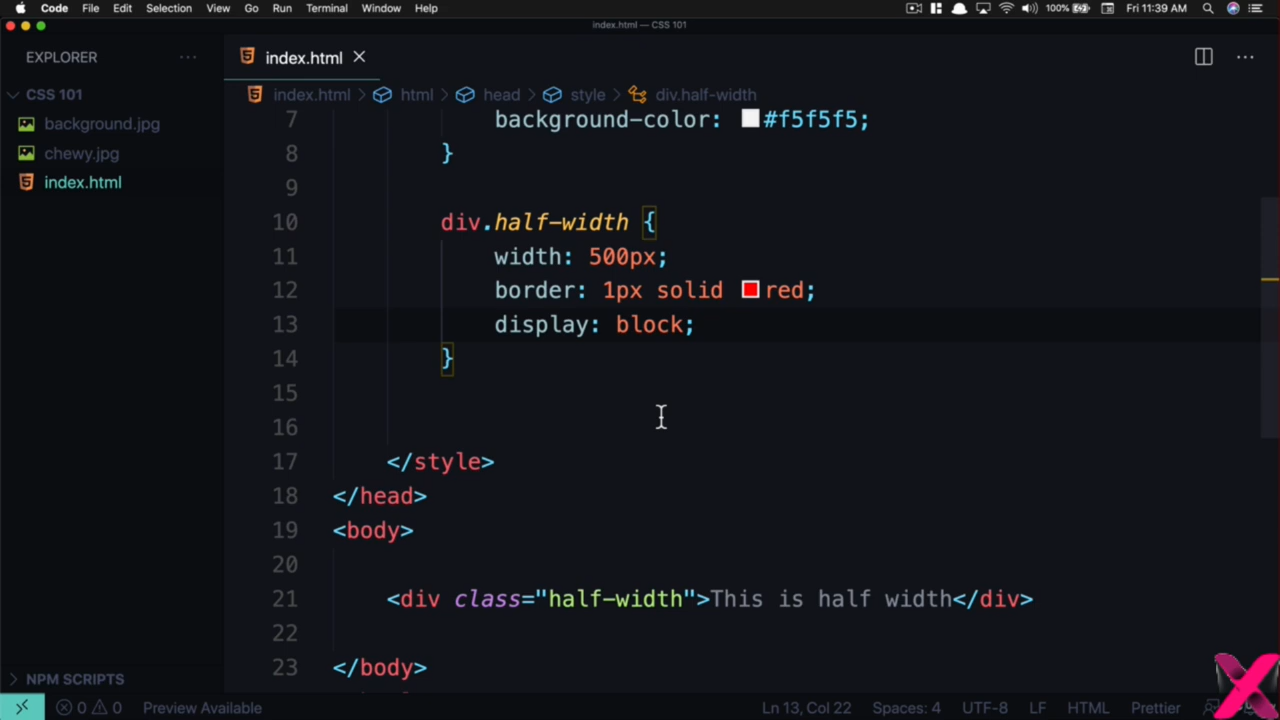 Code File Edit Selection View Go Run Terminal Window Help 100% Fri 11:39 AM
index.html — CSS 101
EXPLORER
index.html
CSS 101
index.html > html > head > style > div.half-width
background.jpg
chewy.jpg
index.html
7 background-color: #f5f5f5;
8 }
9
10 div.half-width {
11 width: 500px;
12 border: 1px solid red;
13 display: block;
14 }
15
16
17 </style>
18 </head>
19 <body>
20
21 <div class="half-width">This is half width</div>
22
23 </body>
NPM SCRIPTS
0 0 Preview Available Ln 13, Col 22 Spaces: 4 UTF-8 LF HTML Prettier
X